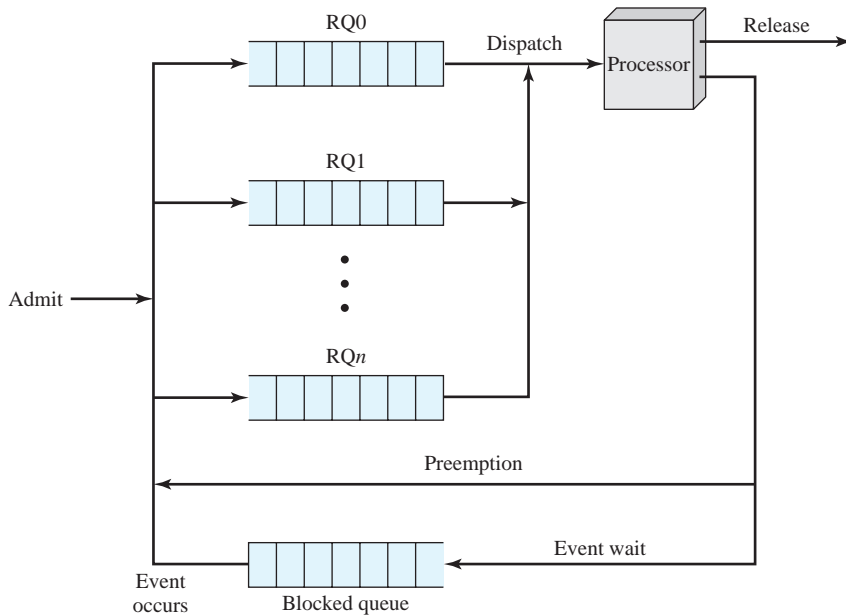 RQ0
Dispatch
Release
Processor
RQ1
Admit
RQn
Preemption
Event wait
Event
occurs
Blocked queue